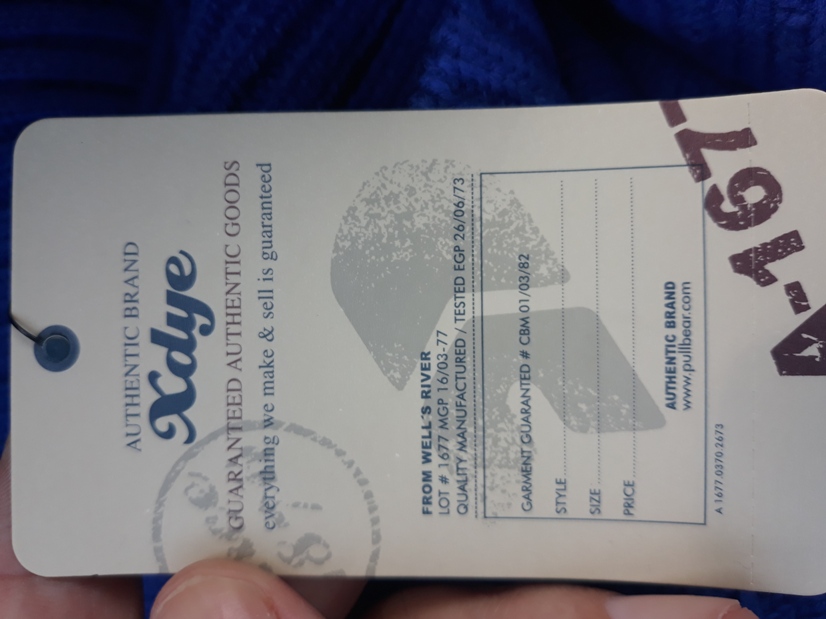 AUTHENTIC BRAND
Xdye
GUARANTEED AUTHENTIC GOODS
everything we make & sell is guaranteed
FROM WELL'S RIVER
LOT # 1677 MGP 16/03-77
QUALITY MANUFACTURED / TESTED EGP 26/06/73
GARMENT GUARANTED # CBM 01/03/82
STYLE
SIZE
PRICE
AUTHENTIC BRAND
www.pullbear.com
A 1677.0370.2673
A-167